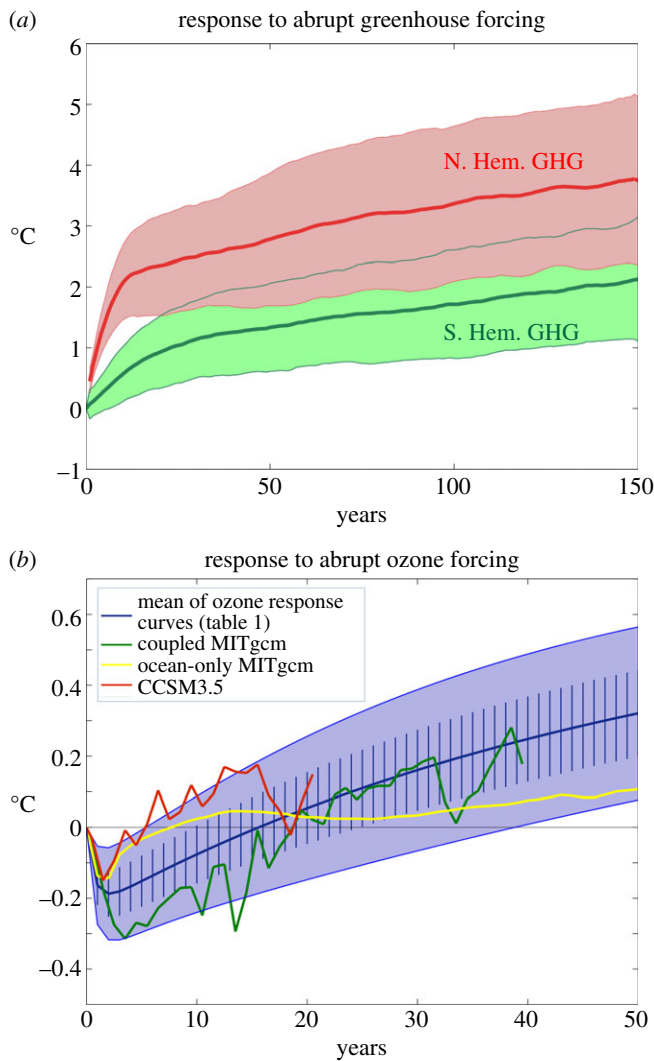 (a) response to abrupt greenhouse forcing
6
5
4
3
2
1
0
–1
°C
N. Hem. GHG
S. Hem. GHG
0 50 100 150
years
(b) response to abrupt ozone forcing
mean of ozone response
curves (table 1)
coupled MITgcm
ocean-only MITgcm
CCSM3.5
0.6
0.4
0.2
°C
0
–0.2
–0.4
0 10 20 30 40 50
years